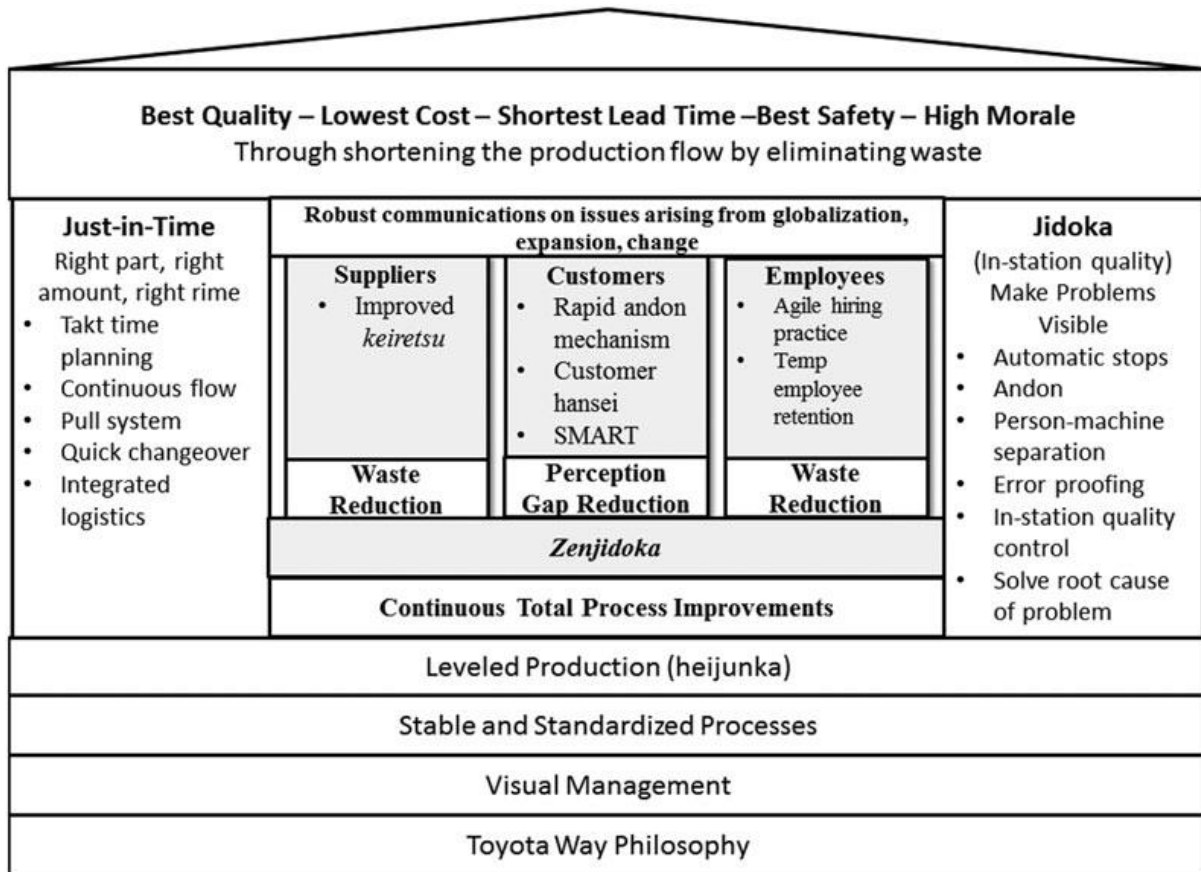 Best Quality – Lowest Cost – Shortest Lead Time –Best Safety – High Morale
Through shortening the production flow by eliminating waste
Just-in-Time
Right part, right
amount, right rime
• Takt time
planning
• Continuous flow
• Pull system
• Quick changeover
• Integrated
logistics
Robust communications on issues arising from globalization,
expansion, change
Suppliers
• Improved
keiretsu
Waste
Reduction
Customers
• Rapid andon
mechanism
• Customer
hansei
• SMART
Perception
Gap Reduction
Employees
• Agile hiring
practice
• Temp
employee
retention
Waste
Reduction
Zenjidoka
Continuous Total Process Improvements
Jidoka
(In-station quality)
Make Problems
Visible
• Automatic stops
• Andon
• Person-machine
separation
• Error proofing
• In-station quality
control
• Solve root cause
of problem
Leveled Production (heijunka)
Stable and Standardized Processes
Visual Management
Toyota Way Philosophy